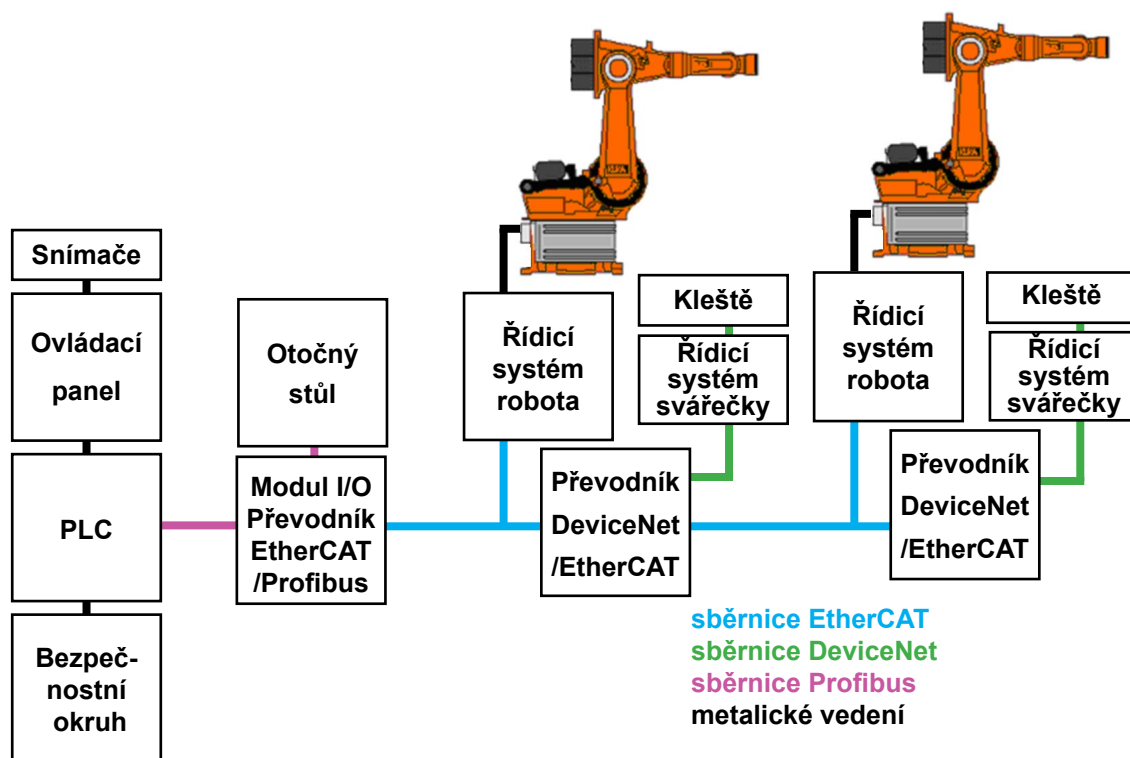 Snímače
Ovládací
panel
PLC
Bezpeč-
nostní
okruh
Otočný
stůl
Modul I/O
Převodník
EtherCAT
/Profibus
Řídicí
systém
robota
Kleště
Řídicí
systém
svářečky
Převodník
DeviceNet
/EtherCAT
Řídicí
systém
robota
Kleště
Řídicí
systém
svářečky
Převodník
DeviceNet
/EtherCAT
sběrnice EtherCAT
sběrnice DeviceNet
sběrnice Profibus
metalické vedení